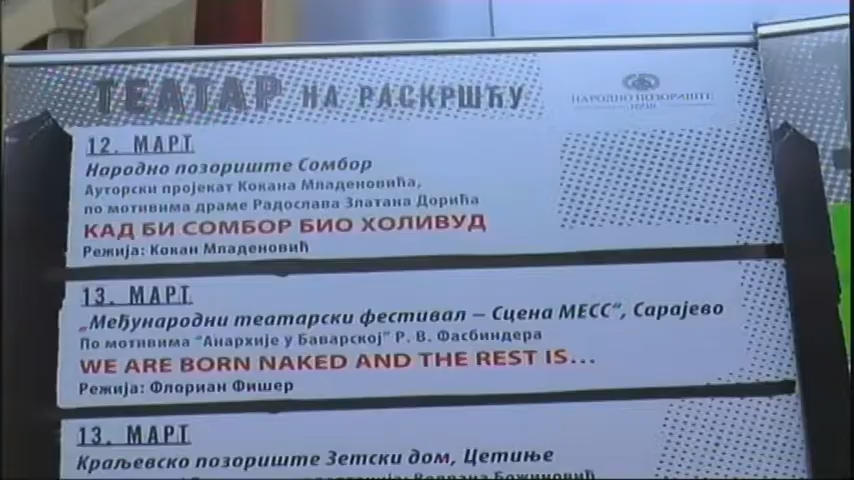 ТЕАТАР НА РАСКРШЋУ
НАРОДНО ПОЗОРИШТЕ
12. МАРТ
Народно позориште Сомбор
Ауторски пројекат Кокана Младеновића,
по мотивима драме Радослава Златана Дорића
КАД БИ СОМБОР БИО ХОЛИВУД
Режија: Кокан Младеновић
13. МАРТ
„Међународни театарски фестивал – Сцена МЕСС“, Сарајево
По мотивима “Анархије у Баварској” Р. В. Фасбиндера
WE ARE BORN NAKED AND THE REST IS...
Режија: Флориан Фишер
13. МАРТ
Краљевско позориште Зетски дом, Цетиње